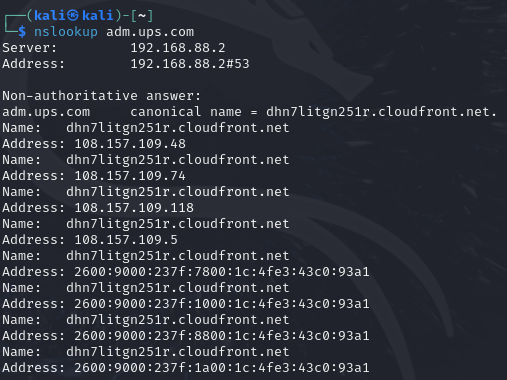 ┌──(kali㉿kali)-[~]
└─$ nslookup adm.ups.com
Server:         192.168.88.2
Address:        192.168.88.2#53

Non-authoritative answer:
adm.ups.com     canonical name = dhn7litgn251r.cloudfront.net.
Name:   dhn7litgn251r.cloudfront.net
Address: 108.157.109.48
Name:   dhn7litgn251r.cloudfront.net
Address: 108.157.109.74
Name:   dhn7litgn251r.cloudfront.net
Address: 108.157.109.118
Name:   dhn7litgn251r.cloudfront.net
Address: 108.157.109.5
Name:   dhn7litgn251r.cloudfront.net
Address: 2600:9000:237f:7800:1c:4fe3:43c0:93a1
Name:   dhn7litgn251r.cloudfront.net
Address: 2600:9000:237f:1000:1c:4fe3:43c0:93a1
Name:   dhn7litgn251r.cloudfront.net
Address: 2600:9000:237f:8800:1c:4fe3:43c0:93a1
Name:   dhn7litgn251r.cloudfront.net
Address: 2600:9000:237f:1a00:1c:4fe3:43c0:93a1